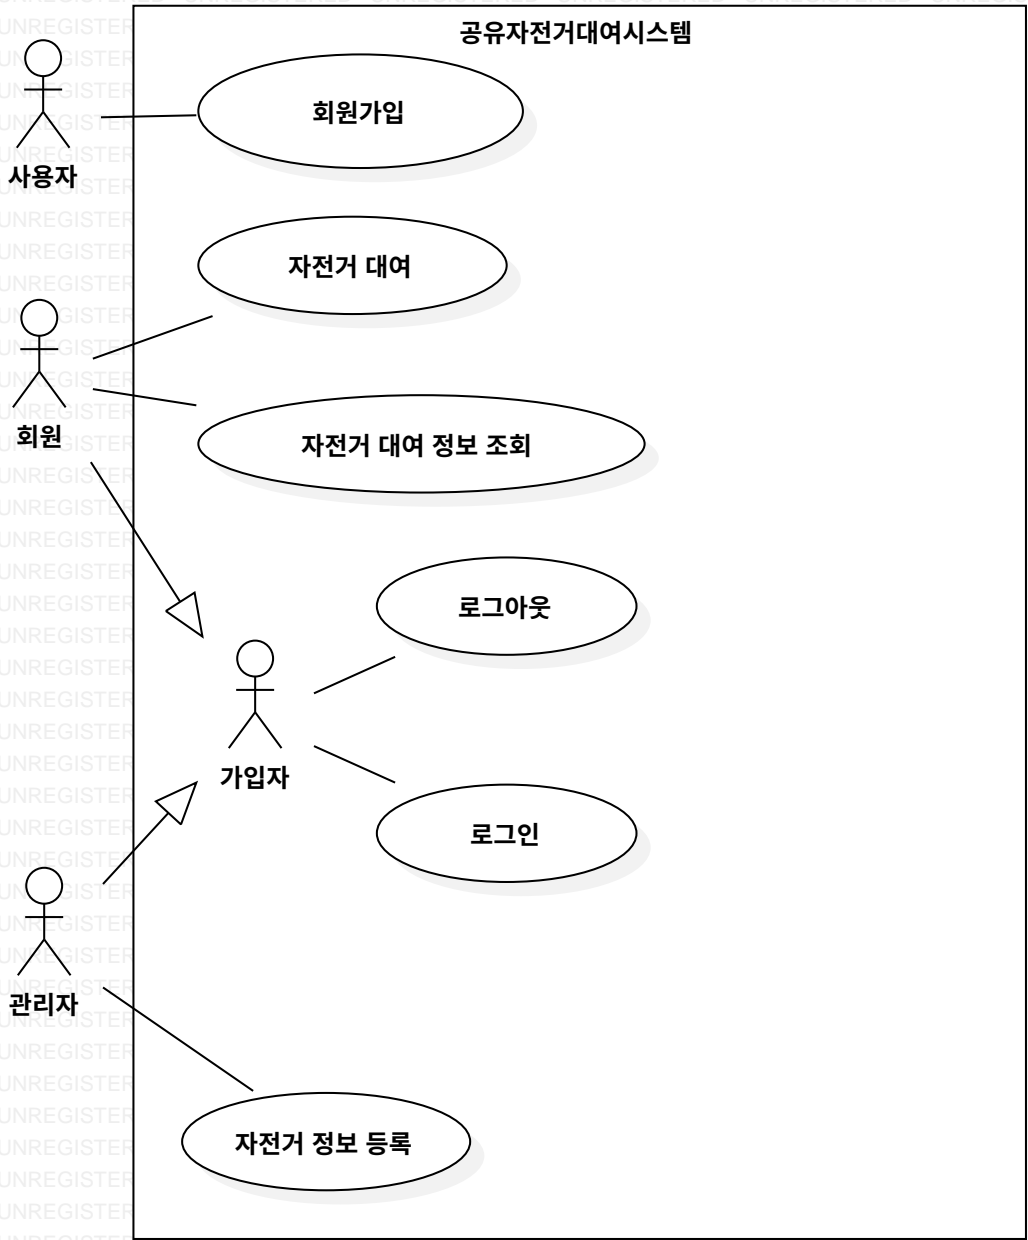 공유자전거대여시스템
회원가입
사용자
자전거 대여
회원
자전거 대여 정보 조회
로그아웃
가입자
로그인
관리자
자전거 정보 등록